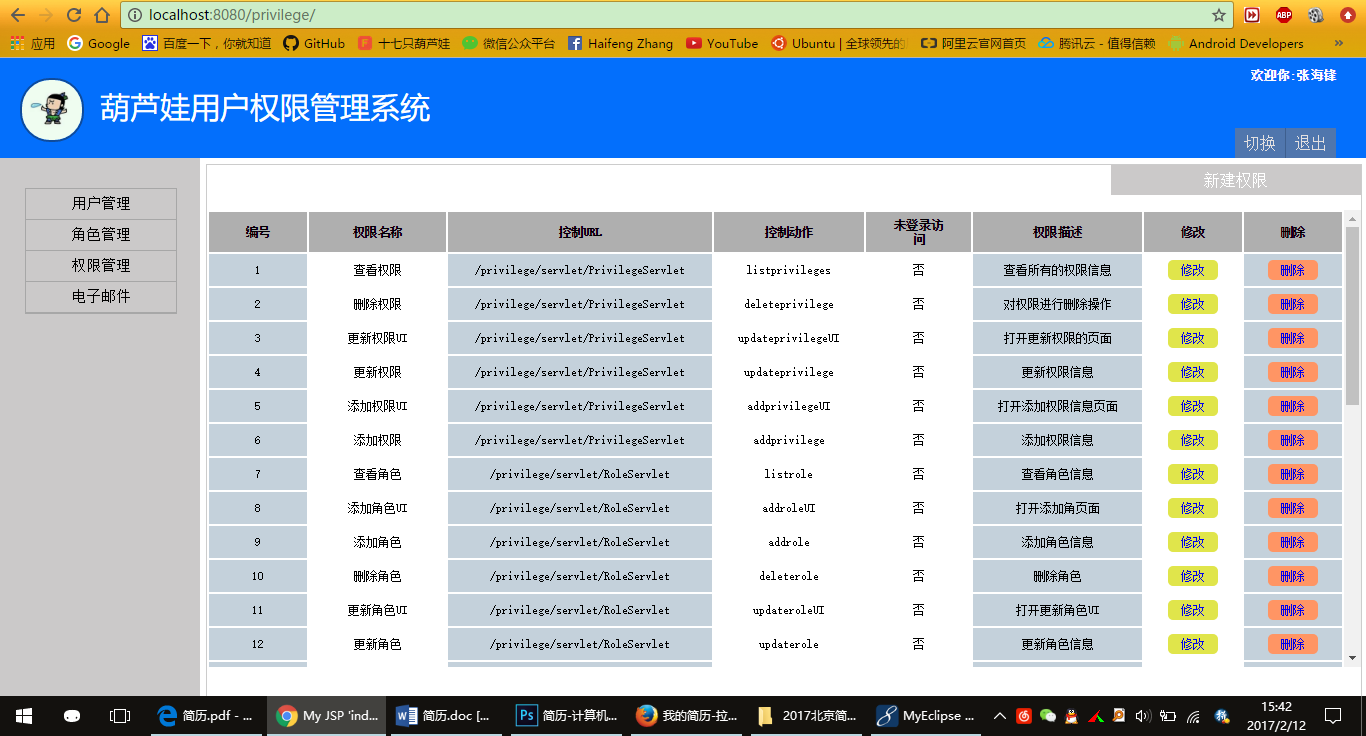 localhost:8080/privilege/
应用 Google 百度一下，你就知道 GitHub 十七只葫芦娃 微信公众平台 Haifeng Zhang YouTube Ubuntu | 全球领先的 阿里云官网首页 腾讯云 - 值得信赖 Android Developers »
欢迎你:张海锋
葫芦娃用户权限管理系统
切换 退出
用户管理
角色管理
权限管理
电子邮件
新建权限
编号 权限名称 控制URL 控制动作 未登录访问 权限描述 修改 删除
1 查看权限 /privilege/servlet/PrivilegeServlet listprivileges 否 查看所有的权限信息 修改 删除
2 删除权限 /privilege/servlet/PrivilegeServlet deleteprivilege 否 对权限进行删除操作 修改 删除
3 更新权限UI /privilege/servlet/PrivilegeServlet updateprivilegeUI 否 打开更新权限的页面 修改 删除
4 更新权限 /privilege/servlet/PrivilegeServlet updateprivilege 否 更新权限信息 修改 删除
5 添加权限UI /privilege/servlet/PrivilegeServlet addprivilegeUI 否 打开添加权限信息页面 修改 删除
6 添加权限 /privilege/servlet/PrivilegeServlet addprivilege 否 添加权限信息 修改 删除
7 查看角色 /privilege/servlet/RoleServlet listrole 否 查看角色信息 修改 删除
8 添加角色UI /privilege/servlet/RoleServlet addroleUI 否 打开添加角页面 修改 删除
9 添加角色 /privilege/servlet/RoleServlet addrole 否 添加角色信息 修改 删除
10 删除角色 /privilege/servlet/RoleServlet deleterole 否 删除角色 修改 删除
11 更新角色UI /privilege/servlet/RoleServlet updateroleUI 否 打开更新角色UI 修改 删除
12 更新角色 /privilege/servlet/RoleServlet updaterole 否 更新角色信息 修改 删除
简历.pdf - ... My JSP 'ind... 简历.doc [... 简历-计算机... 我的简历-拉... 2017北京简... MyEclipse ... 15:42
2017/2/12